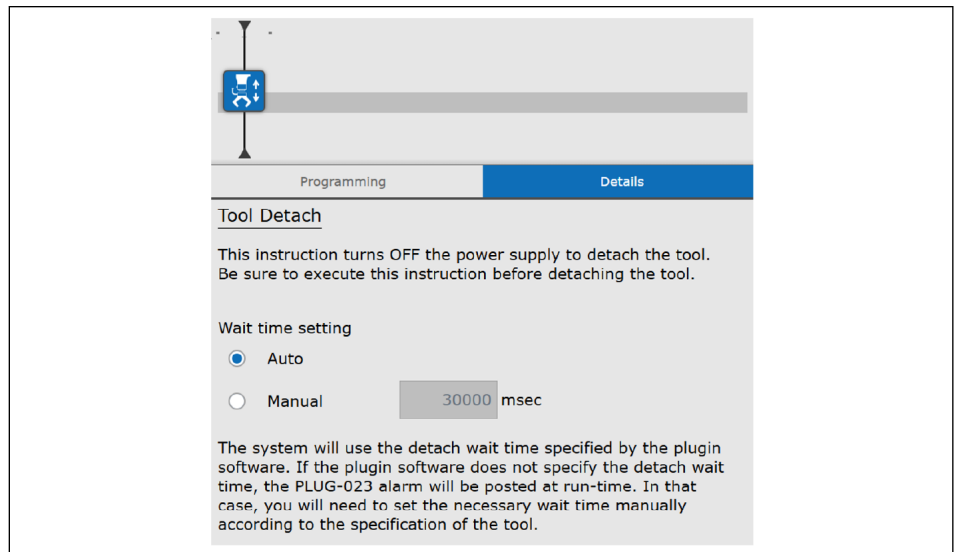 Programming
Details
Tool Detach
This instruction turns OFF the power supply to detach the tool.
Be sure to execute this instruction before detaching the tool.
Wait time setting
Auto
Manual 30000 msec
The system will use the detach wait time specified by the plugin
software. If the plugin software does not specify the detach wait
time, the PLUG-023 alarm will be posted at run-time. In that
case, you will need to set the necessary wait time manually
according to the specification of the tool.